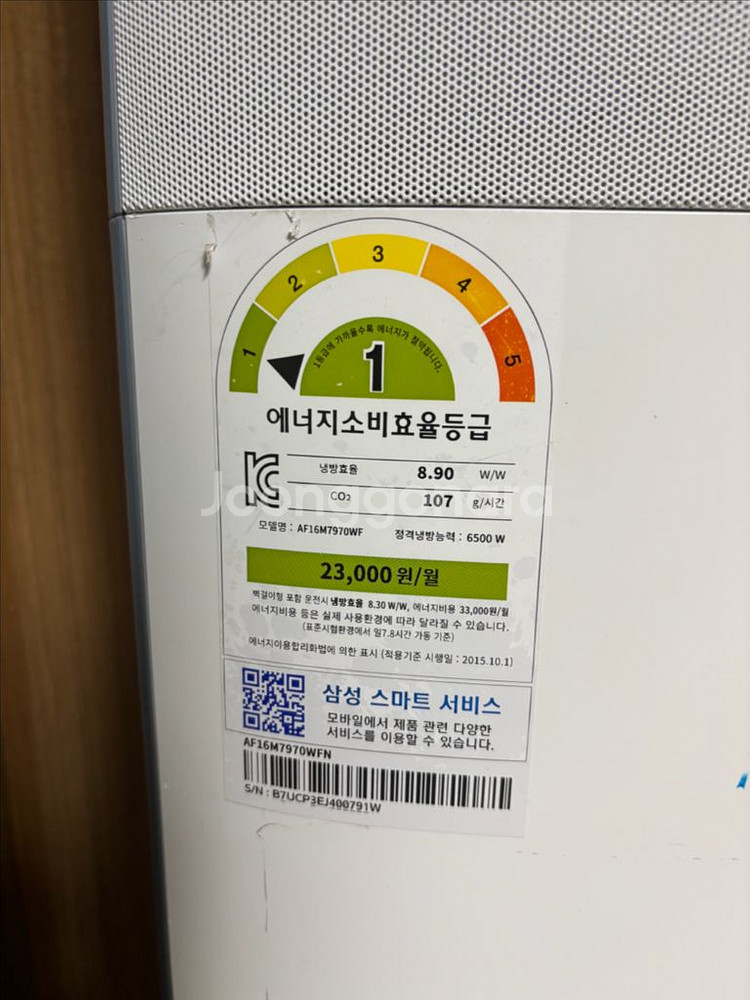 1 2 3 4 5
1등급에 가까울수록 에너지가 절약됩니다.
1
에너지소비효율등급
냉방효율 8.90 W/W
CO₂ 107 g/시간
모델명 : AF16M7970WF 정격냉방능력 : 6500 W
23,000 원/월
벽걸이형 포함 운전시 냉방효율 8.30 W/W, 에너지비용 33,000원/월
에너지비용 등은 실제 사용환경에 따라 달라질 수 있습니다.
(표준시험환경에서 일7.8시간 가동 기준)
에너지이용합리화법에 의한 표시 (적용기준 시행일 : 2015.10.1)
삼성 스마트 서비스
모바일에서 제품 관련 다양한
서비스를 이용할 수 있습니다.
AF16M7970WFN
S/N : B7UCP3EJ400791W
Joonggonara